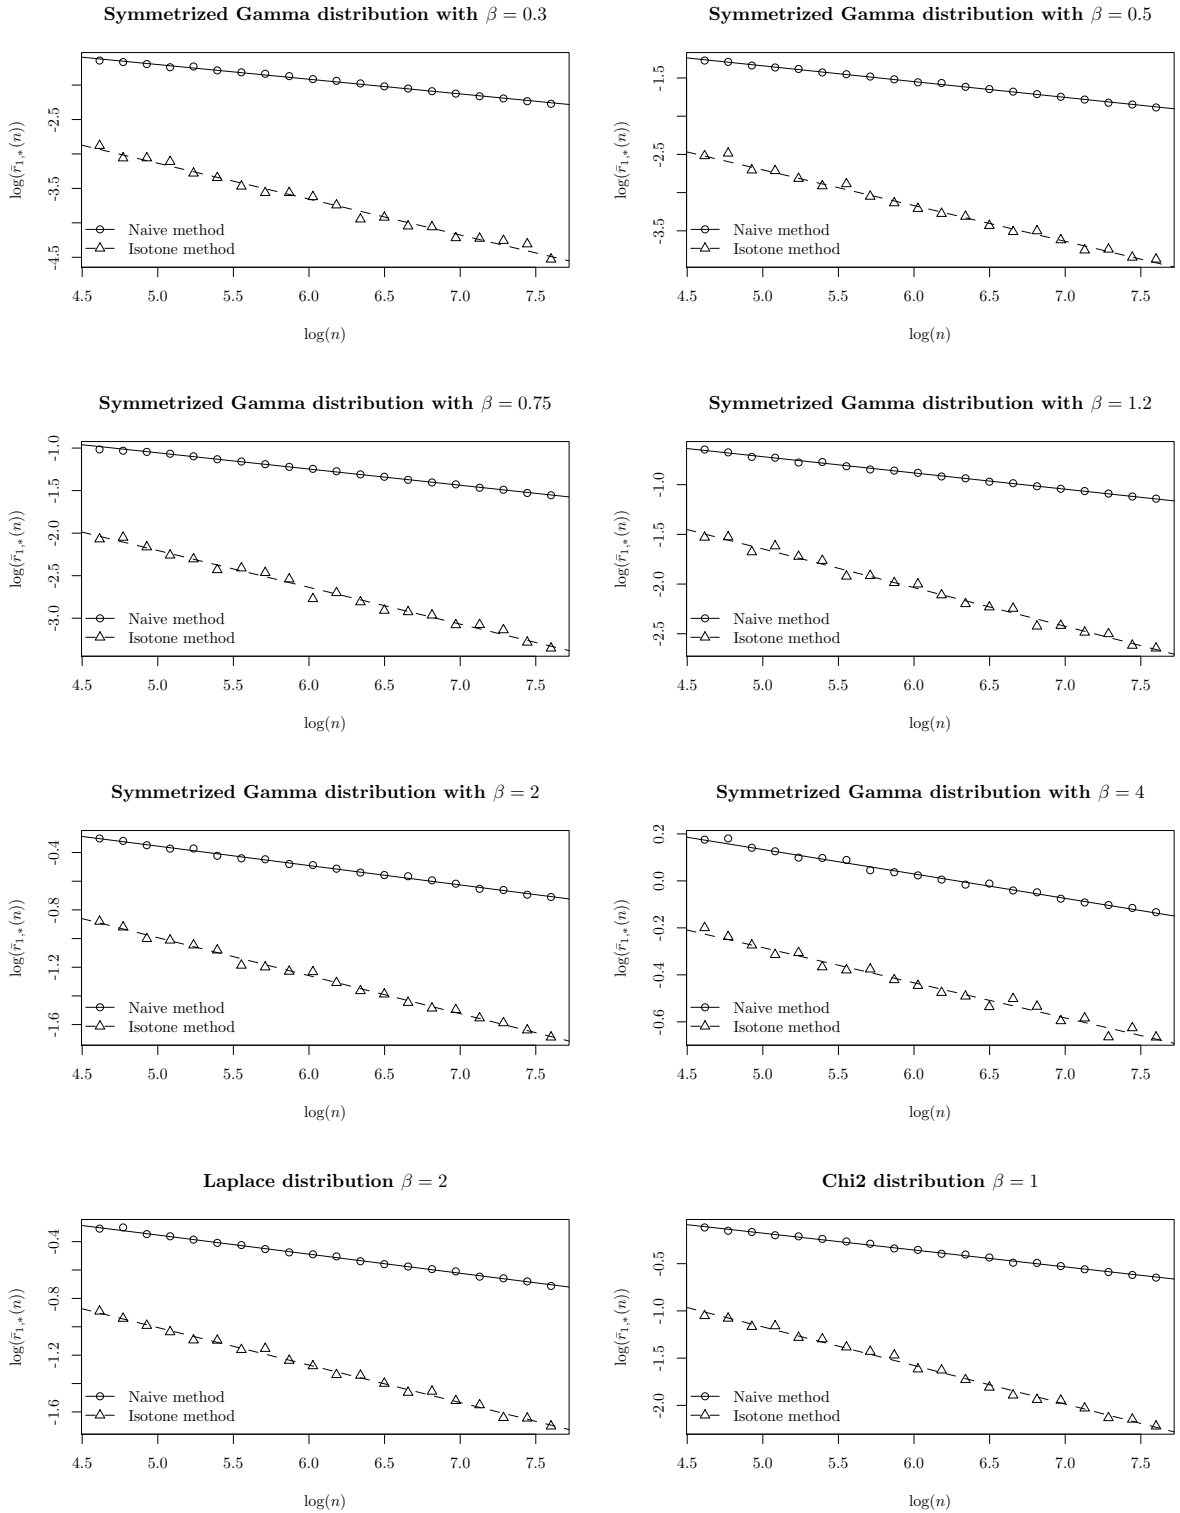 Symmetrized Gamma distribution with β = 0.3
log(r̄₁,*(n))
-2.5
-3.5
-4.5
Naive method
Isotone method
4.5 5.0 5.5 6.0 6.5 7.0 7.5
log(n)
Symmetrized Gamma distribution with β = 0.5
log(r̄₁,*(n))
-1.5
-2.5
-3.5
Naive method
Isotone method
4.5 5.0 5.5 6.0 6.5 7.0 7.5
log(n)
Symmetrized Gamma distribution with β = 0.75
log(r̄₁,*(n))
-1.0
-1.5
-2.0
-2.5
-3.0
Naive method
Isotone method
4.5 5.0 5.5 6.0 6.5 7.0 7.5
log(n)
Symmetrized Gamma distribution with β = 1.2
log(r̄₁,*(n))
-1.0
-1.5
-2.0
-2.5
Naive method
Isotone method
4.5 5.0 5.5 6.0 6.5 7.0 7.5
log(n)
Symmetrized Gamma distribution with β = 2
log(r̄₁,*(n))
-0.4
-0.8
-1.2
-1.6
Naive method
Isotone method
4.5 5.0 5.5 6.0 6.5 7.0 7.5
log(n)
Symmetrized Gamma distribution with β = 4
log(r̄₁,*(n))
0.2
0.0
-0.2
-0.4
-0.6
Naive method
Isotone method
4.5 5.0 5.5 6.0 6.5 7.0 7.5
log(n)
Laplace distribution β = 2
log(r̄₁,*(n))
-0.4
-0.8
-1.2
-1.6
Naive method
Isotone method
4.5 5.0 5.5 6.0 6.5 7.0 7.5
log(n)
Chi2 distribution β = 1
log(r̄₁,*(n))
-0.5
-1.0
-1.5
-2.0
Naive method
Isotone method
4.5 5.0 5.5 6.0 6.5 7.0 7.5
log(n)